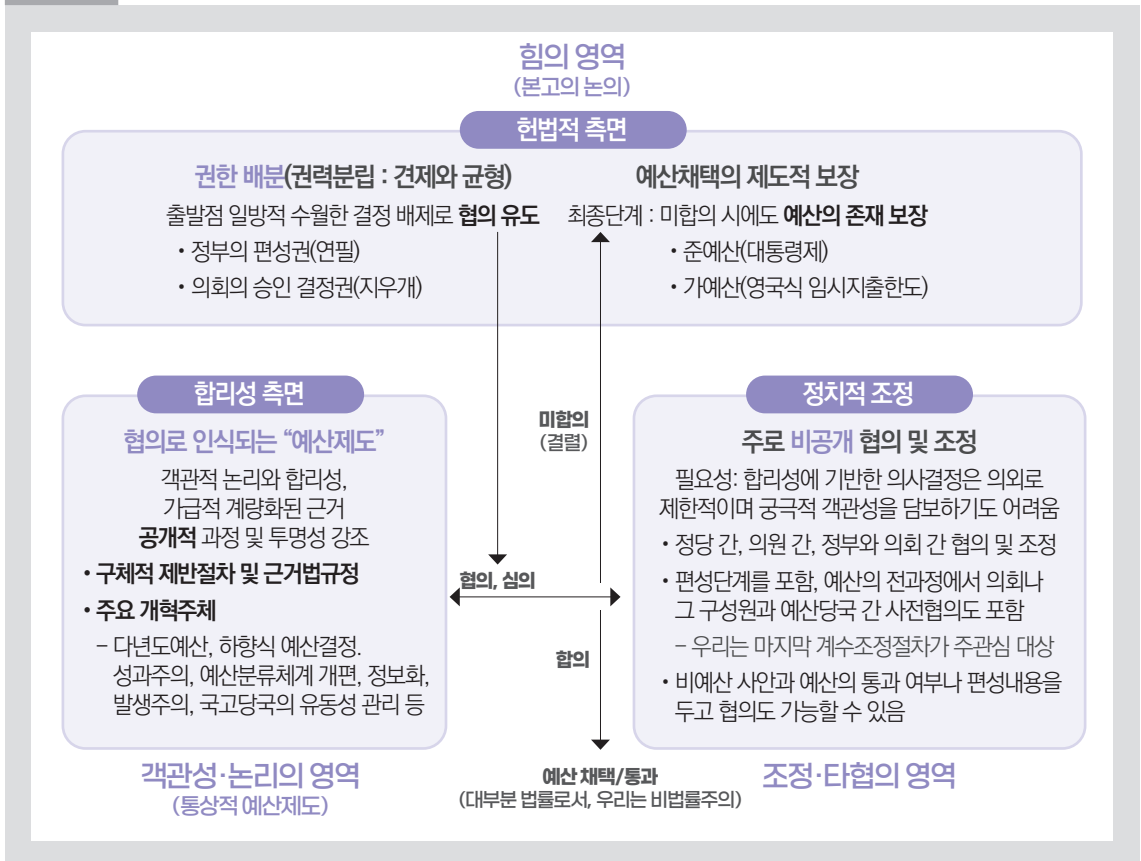 힘의 영역
(본고의 논의)
헌법적 측면
권한 배분(권력분립 : 견제와 균형)
출발점 일방적 수월한 결정 배제로 협의 유도
• 정부의 편성권(연필)
• 의회의 승인 결정권(지우개)
예산채택의 제도적 보장
최종단계 : 미합의 시에도 예산의 존재 보장
• 준예산(대통령제)
• 가예산(영국식 임시지출한도)
합리성 측면
협의로 인식되는 “예산제도”
객관적 논리와 합리성,
가급적 계량화된 근거
공개적 과정 및 투명성 강조
• 구체적 제반절차 및 근거법규정
• 주요 개혁주체
– 다년도예산, 하향식 예산결정.
성과주의, 예산분류체계 개편, 정보화,
발생주의, 국고당국의 유동성 관리 등
객관성·논리의 영역
(통상적 예산제도)
미합의
(결렬)
협의, 심의
합의
예산 채택/통과
(대부분 법률로서, 우리는 비법률주의)
정치적 조정
주로 비공개 협의 및 조정
필요성: 합리성에 기반한 의사결정은 의외로
제한적이며 궁극적 객관성을 담보하기도 어려움
• 정당 간, 의원 간, 정부와 의회 간 협의 및 조정
• 편성단계를 포함, 예산의 전과정에서 의회나
그 구성원과 예산당국 간 사전협의도 포함
– 우리는 마지막 계수조정절차가 주관심 대상
• 비예산 사안과 예산의 통과 여부나 편성내용을
두고 협의도 가능할 수 있음
조정·타협의 영역